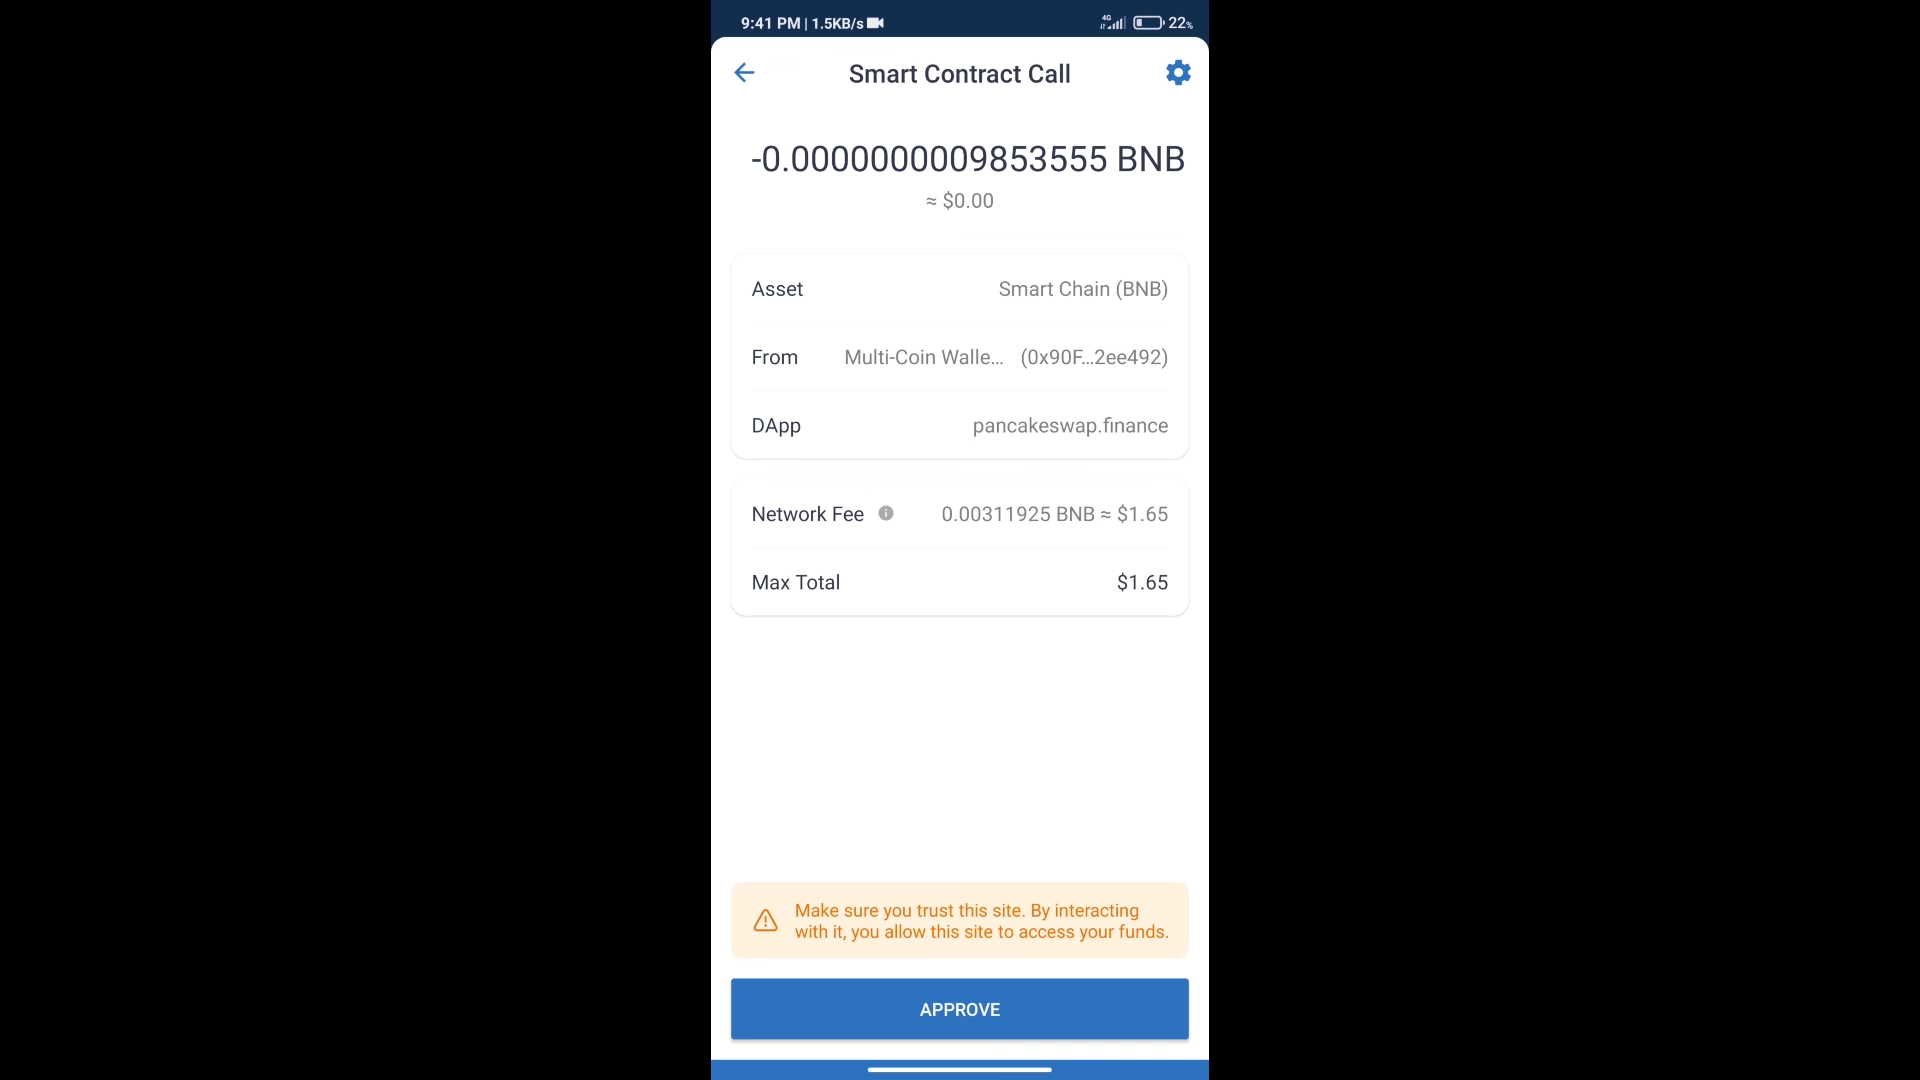 9:41 PM | 1.5KB/s 4G 22%
Smart Contract Call
-0.0000000009853555 BNB
≈ $0.00
Asset Smart Chain (BNB)
From Multi-Coin Walle... (0x90F...2ee492)
DApp pancakeswap.finance
Network Fee 0.00311925 BNB ≈ $1.65
Max Total $1.65
Make sure you trust this site. By interacting
with it, you allow this site to access your funds.
APPROVE